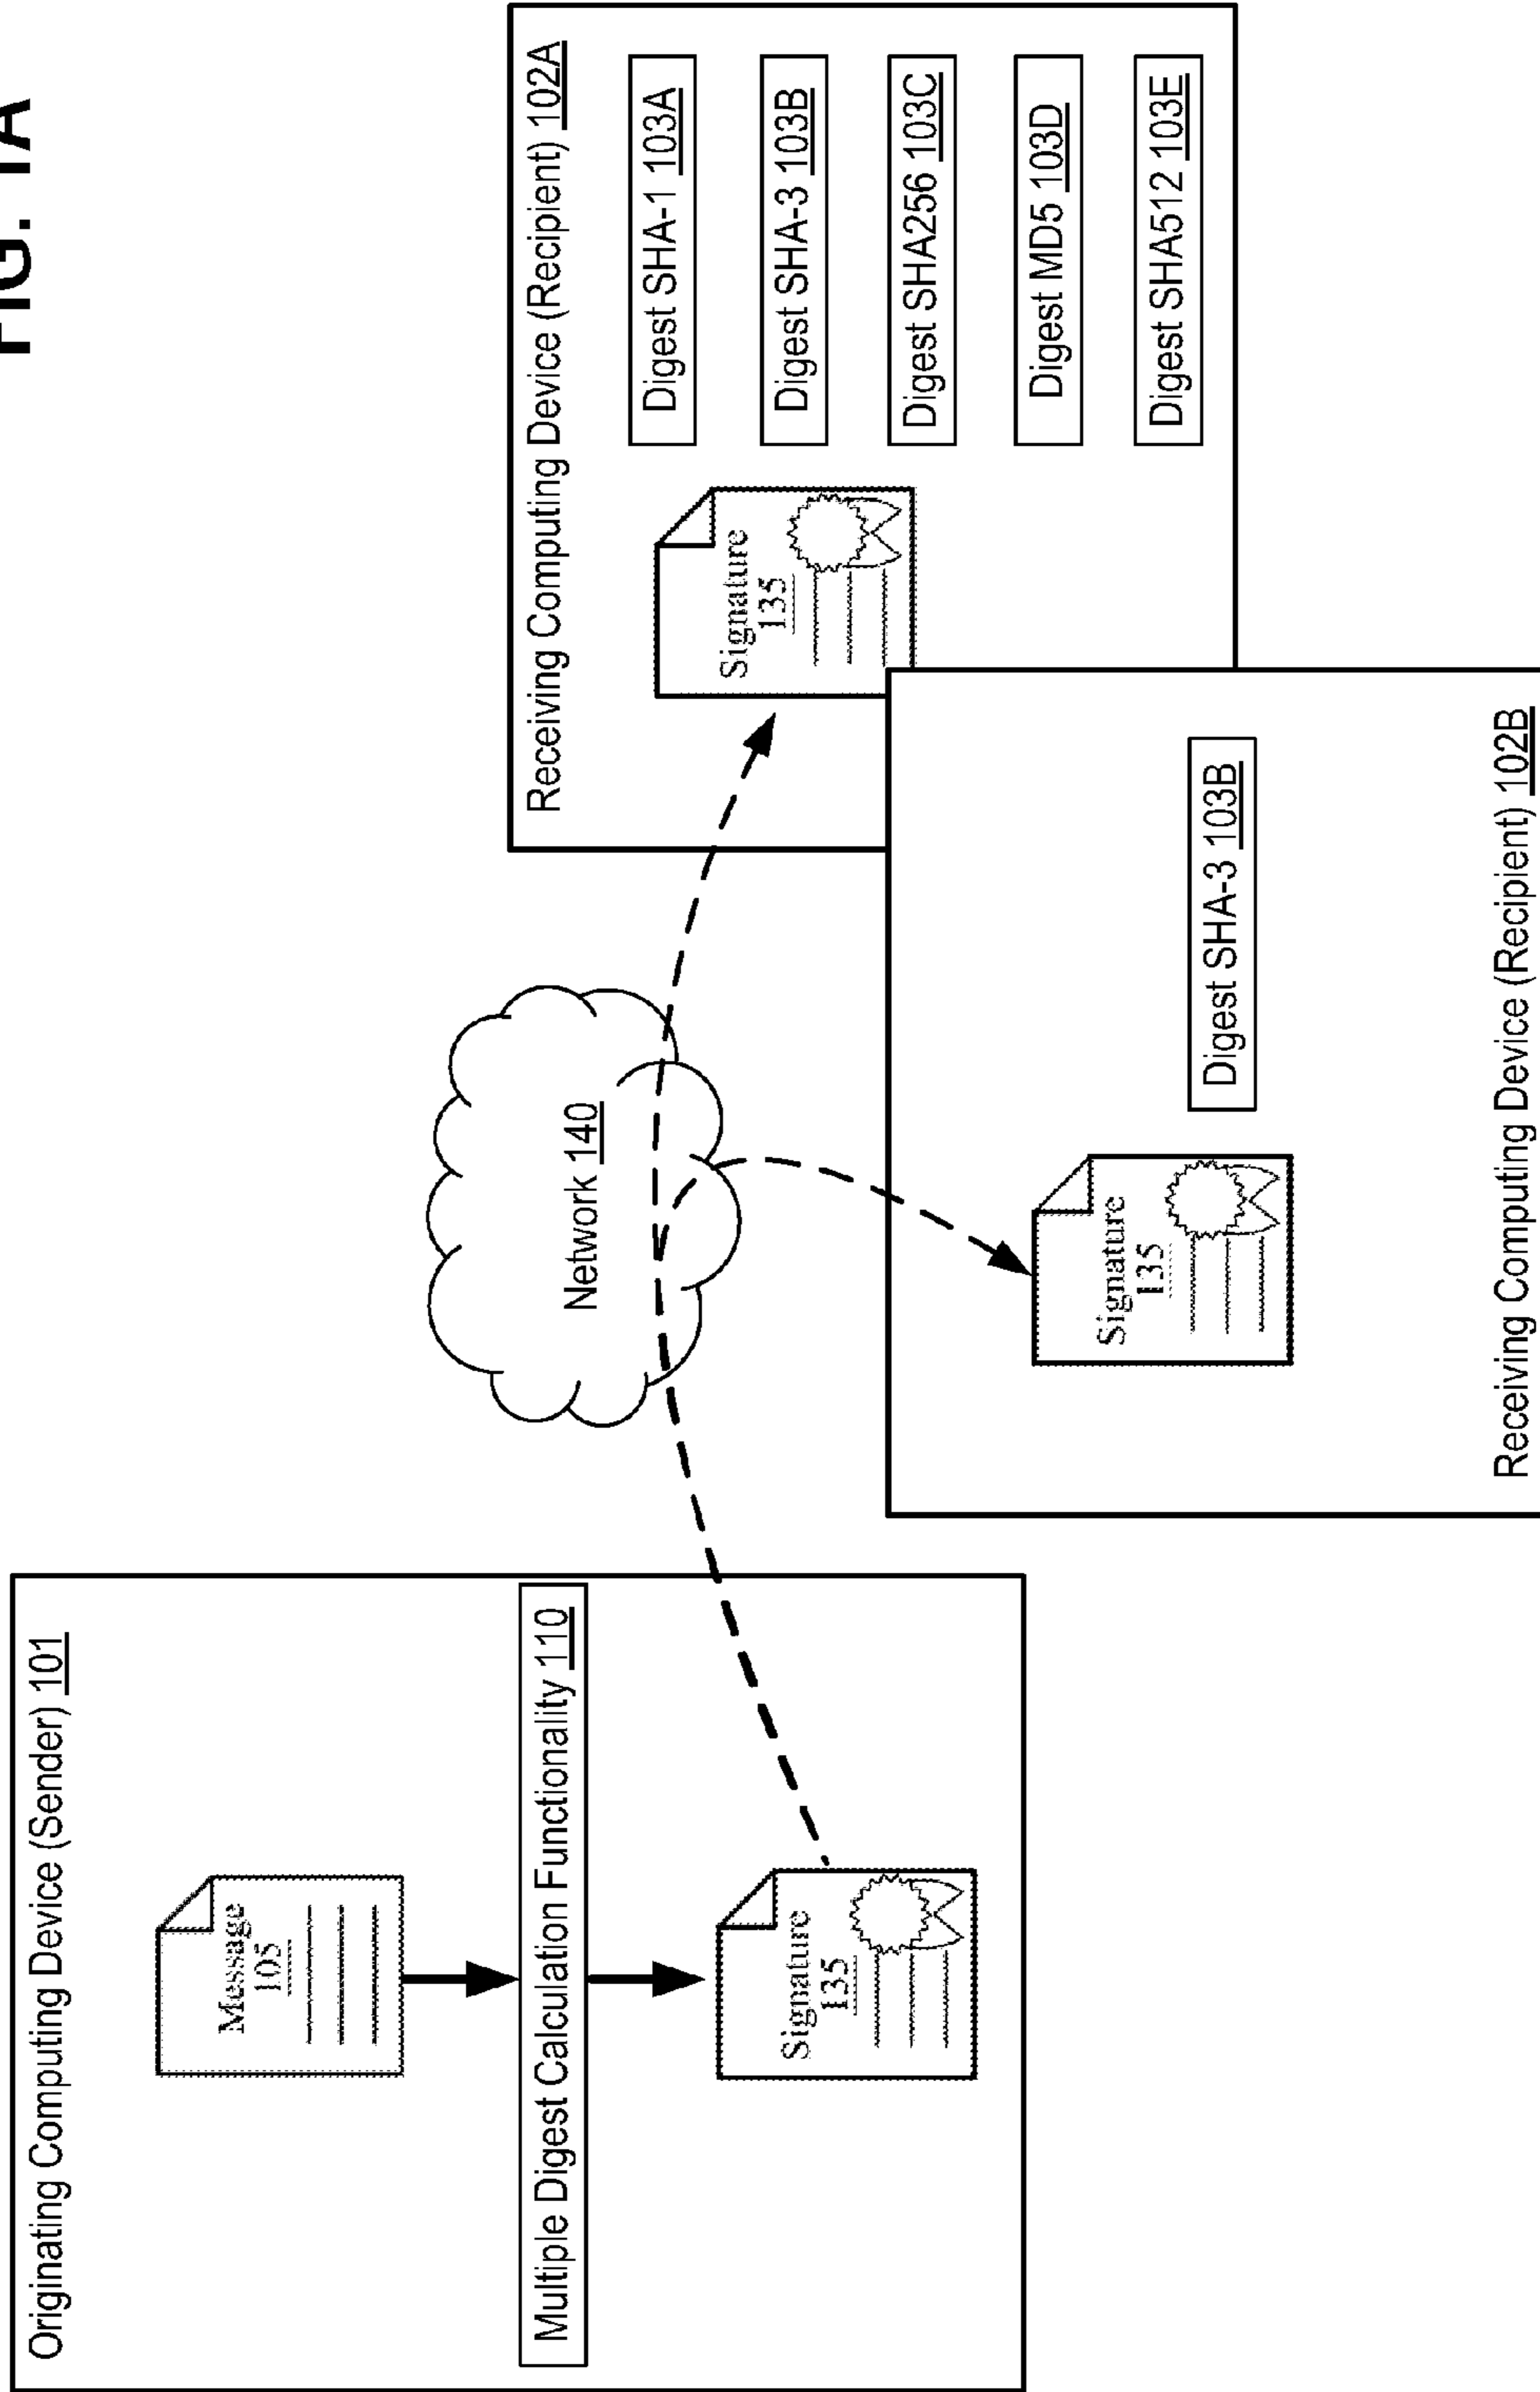 FIG. 1A
Originating Computing Device (Sender) 101
Message
105
Multiple Digest Calculation Functionality 110
Signature
135
Network 140
Receiving Computing Device (Recipient) 102A
Signature
135
Digest SHA-1 103A
Digest SHA-3 103B
Digest SHA256 103C
Digest MD5 103D
Digest SHA512 103E
Signature
135
Digest SHA-3 103B
Receiving Computing Device (Recipient) 102B